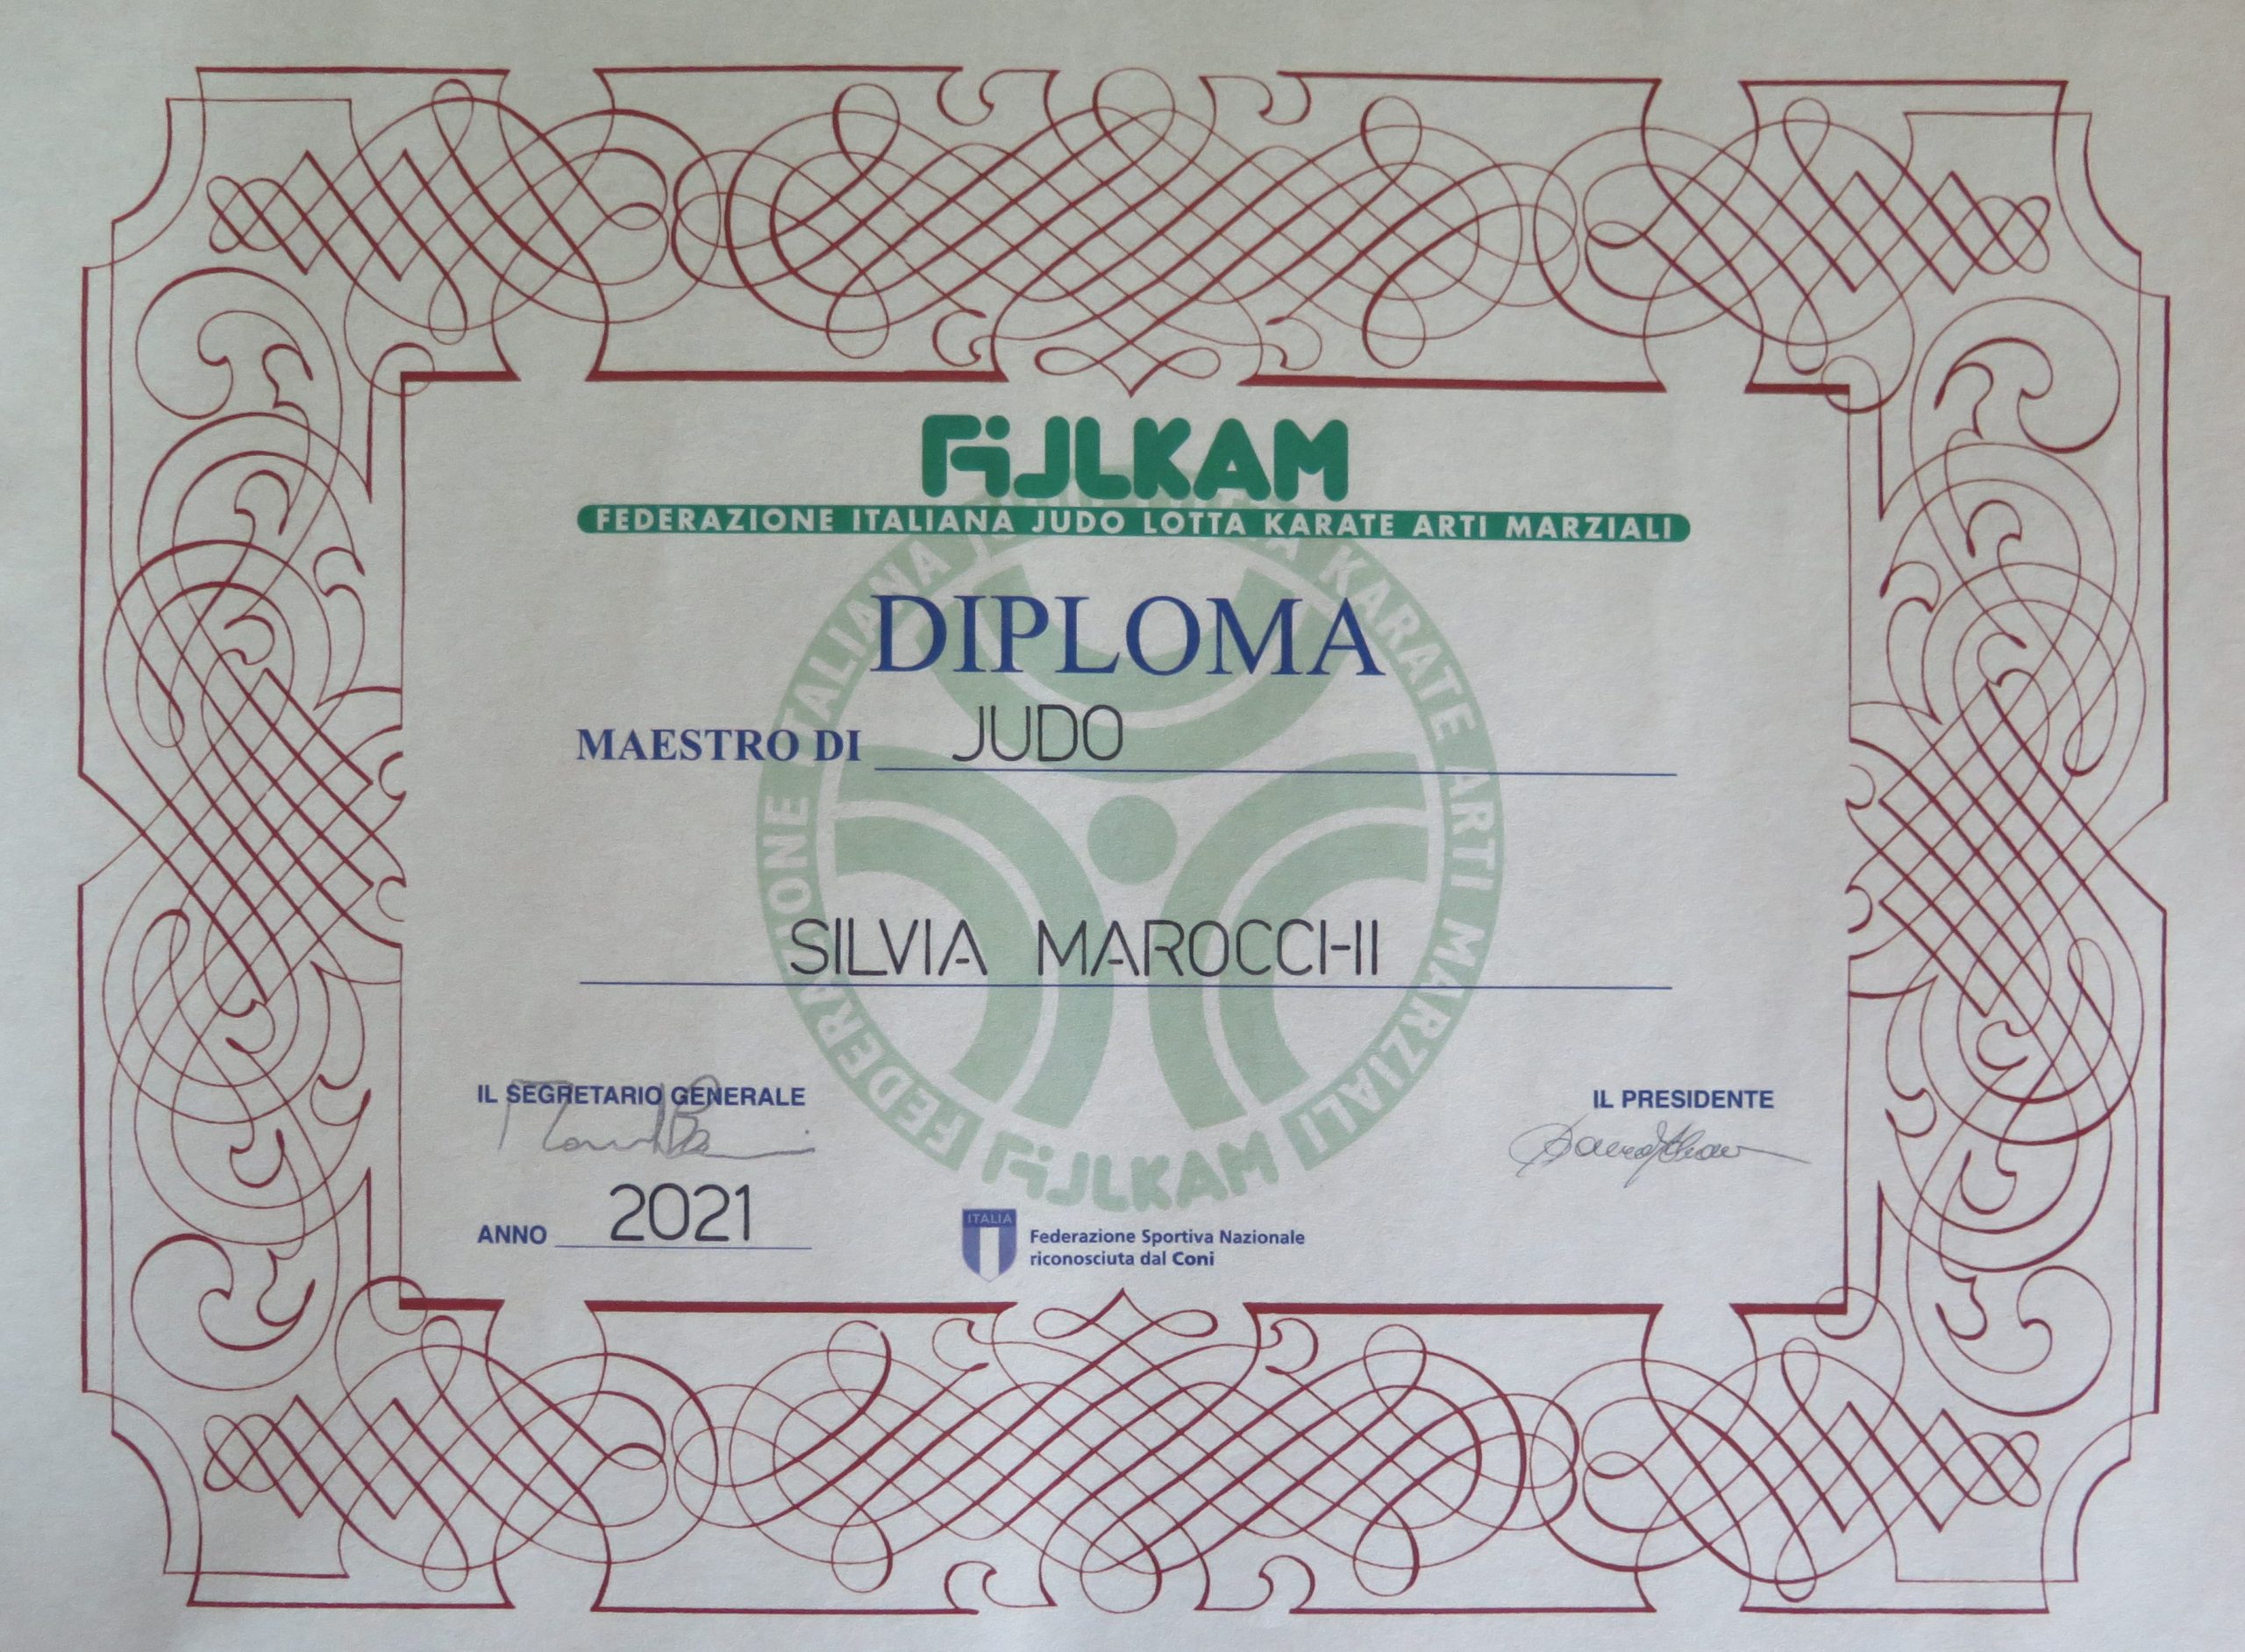 FIJLKAM
FEDERAZIONE ITALIANA JUDO LOTTA KARATE ARTI MARZIALI
DIPLOMA
MAESTRO DI JUDO
SILVIA MAROCCHI
IL SEGRETARIO GENERALE
IL PRESIDENTE
ANNO 2021
ITALIA
Federazione Sportiva Nazionale
riconosciuta dal Coni
FEDERAZIONE ITALIANA JUDO LOTTA KARATE ARTI MARZIALI
FIJLKAM